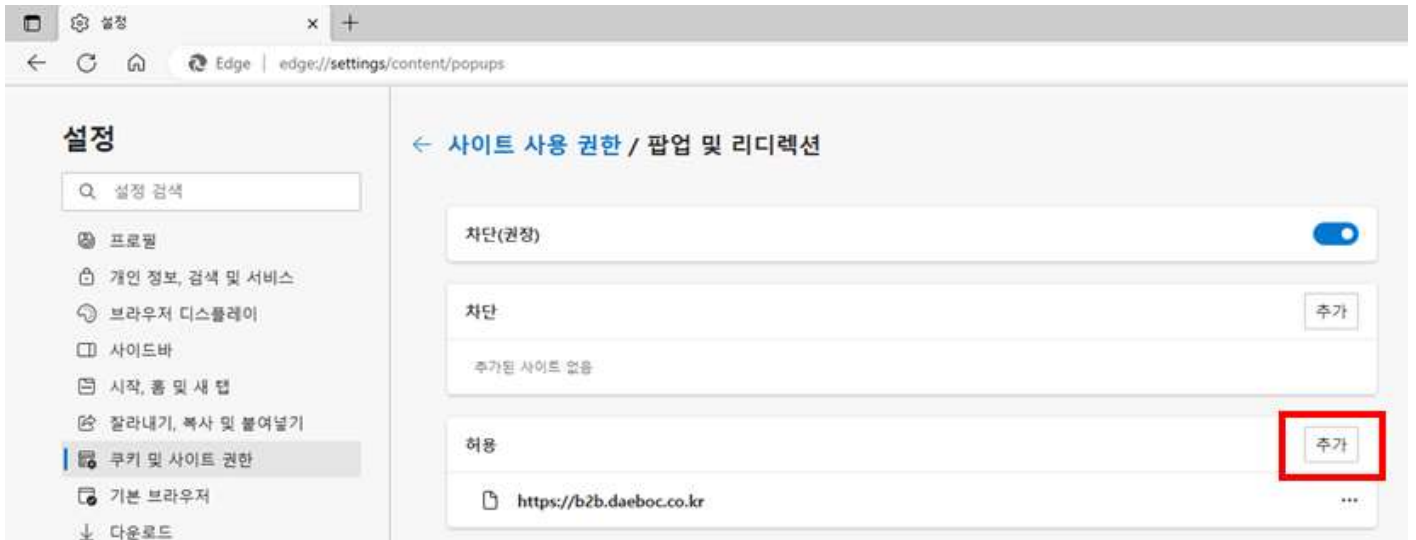 설정
Edge | edge://settings/content/popups
설정
설정 검색
프로필
개인 정보, 검색 및 서비스
브라우저 디스플레이
사이드바
시작, 홈 및 새 탭
잘라내기, 복사 및 붙여넣기
쿠키 및 사이트 권한
기본 브라우저
다운로드
사이트 사용 권한 / 팝업 및 리디렉션
차단(권장)
차단
추가
추가된 사이트 없음
허용
추가
https://b2b.daeboc.co.kr